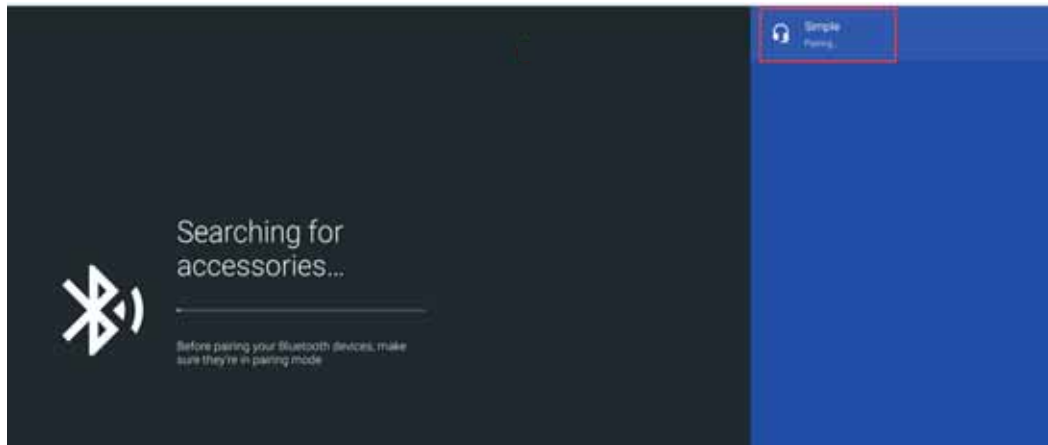 Simple
Pairing...
Searching for
accessories...
Before pairing your Bluetooth devices, make
sure they're in pairing mode